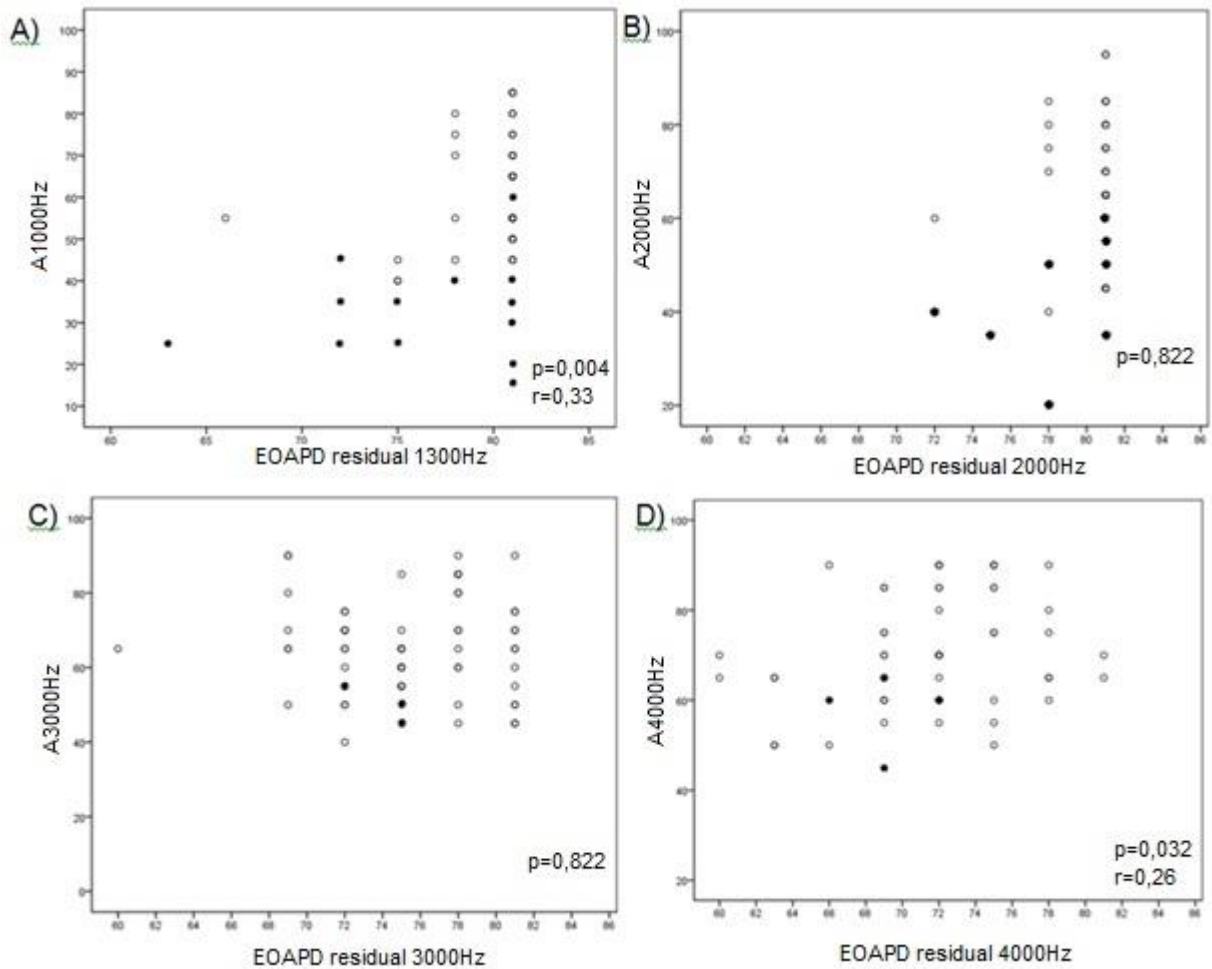 A)
100
90
80
70
60
50
40
30
20
10
A1000Hz
p=0,004
r=0,33
60 65 70 75 80 85
EOAPD residual 1300Hz
B)
100
80
60
40
20
A2000Hz
p=0,822
60 62 64 66 68 70 72 74 76 78 80 82 84 86
EOAPD residual 2000Hz
C)
100
80
60
40
20
0
A3000Hz
p=0,822
60 62 64 66 68 70 72 74 76 78 80 82 84 86
EOAPD residual 3000Hz
D)
100
80
60
40
20
A4000Hz
p=0,032
r=0,26
60 62 64 66 68 70 72 74 76 78 80 82 84 86
EOAPD residual 4000Hz